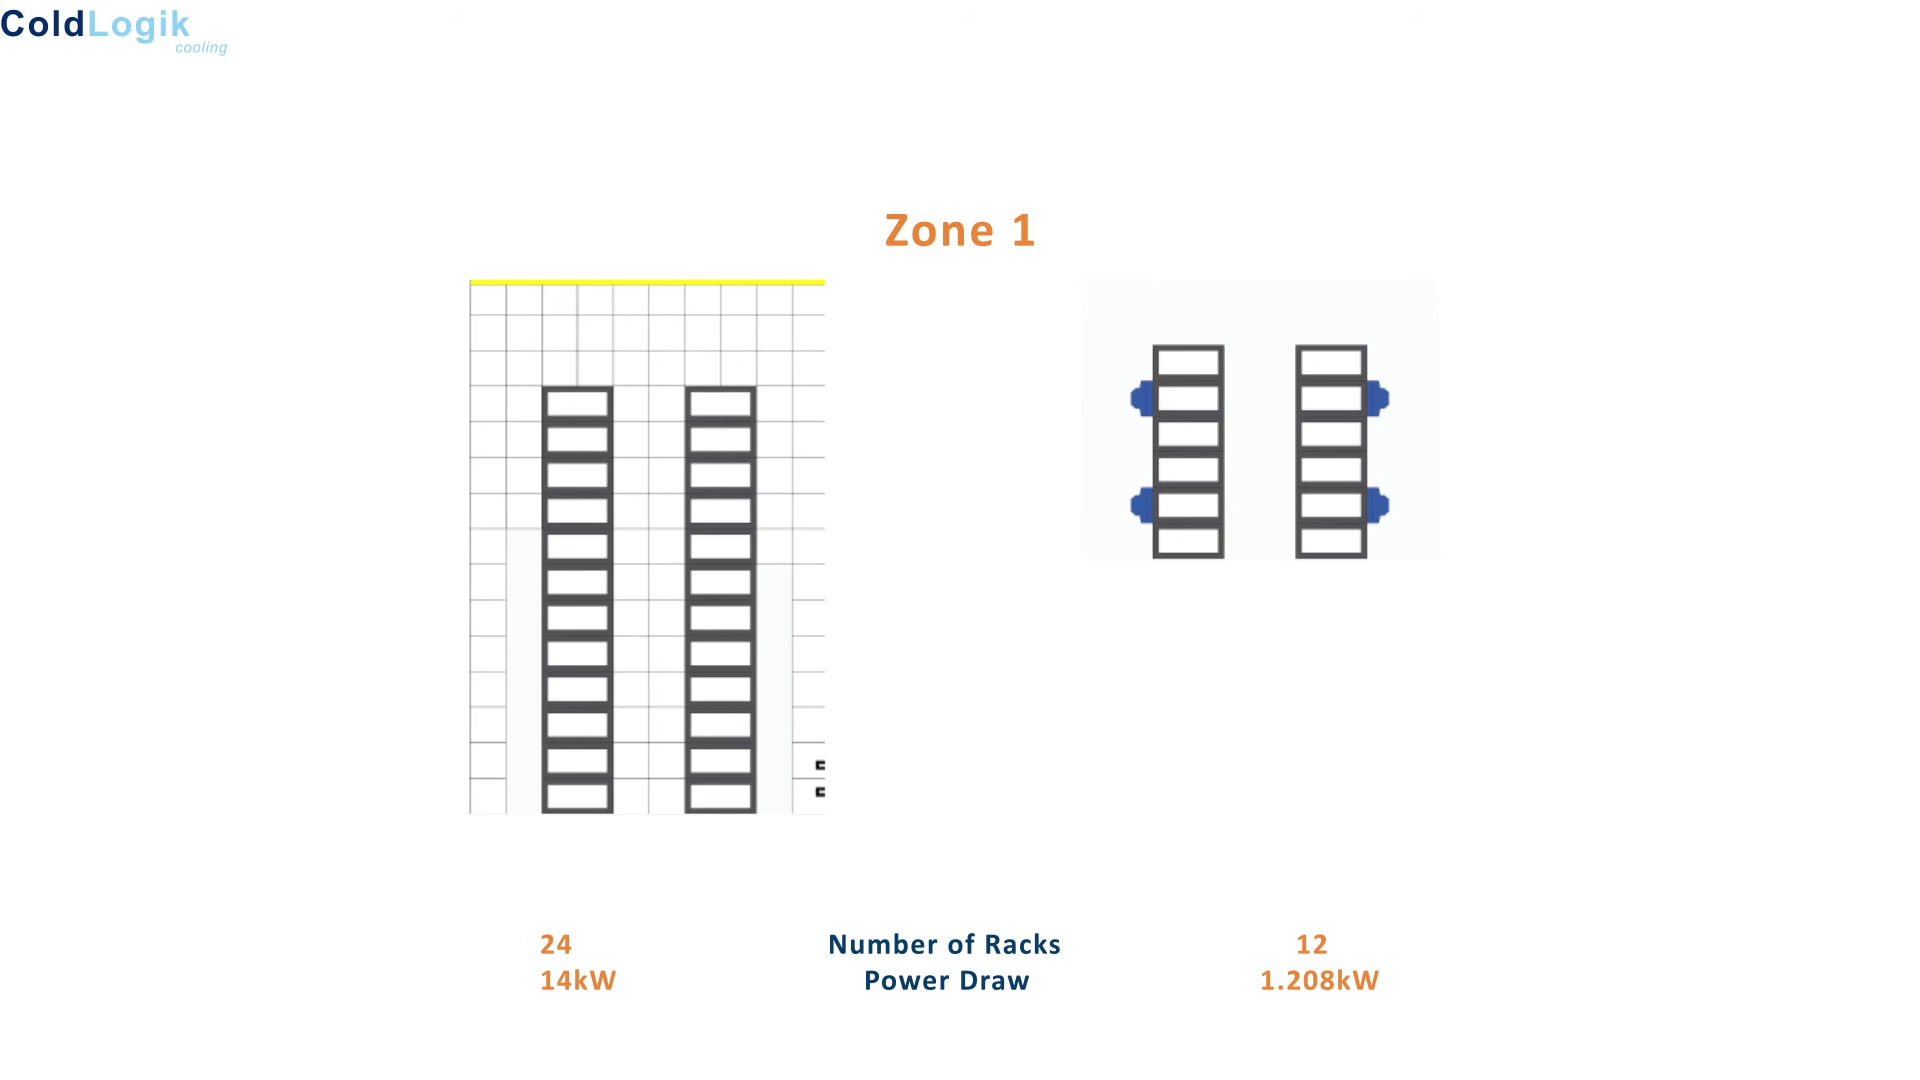 ColdLogik
cooling
Zone 1
24 Number of Racks 12
14kW Power Draw 1.208kW